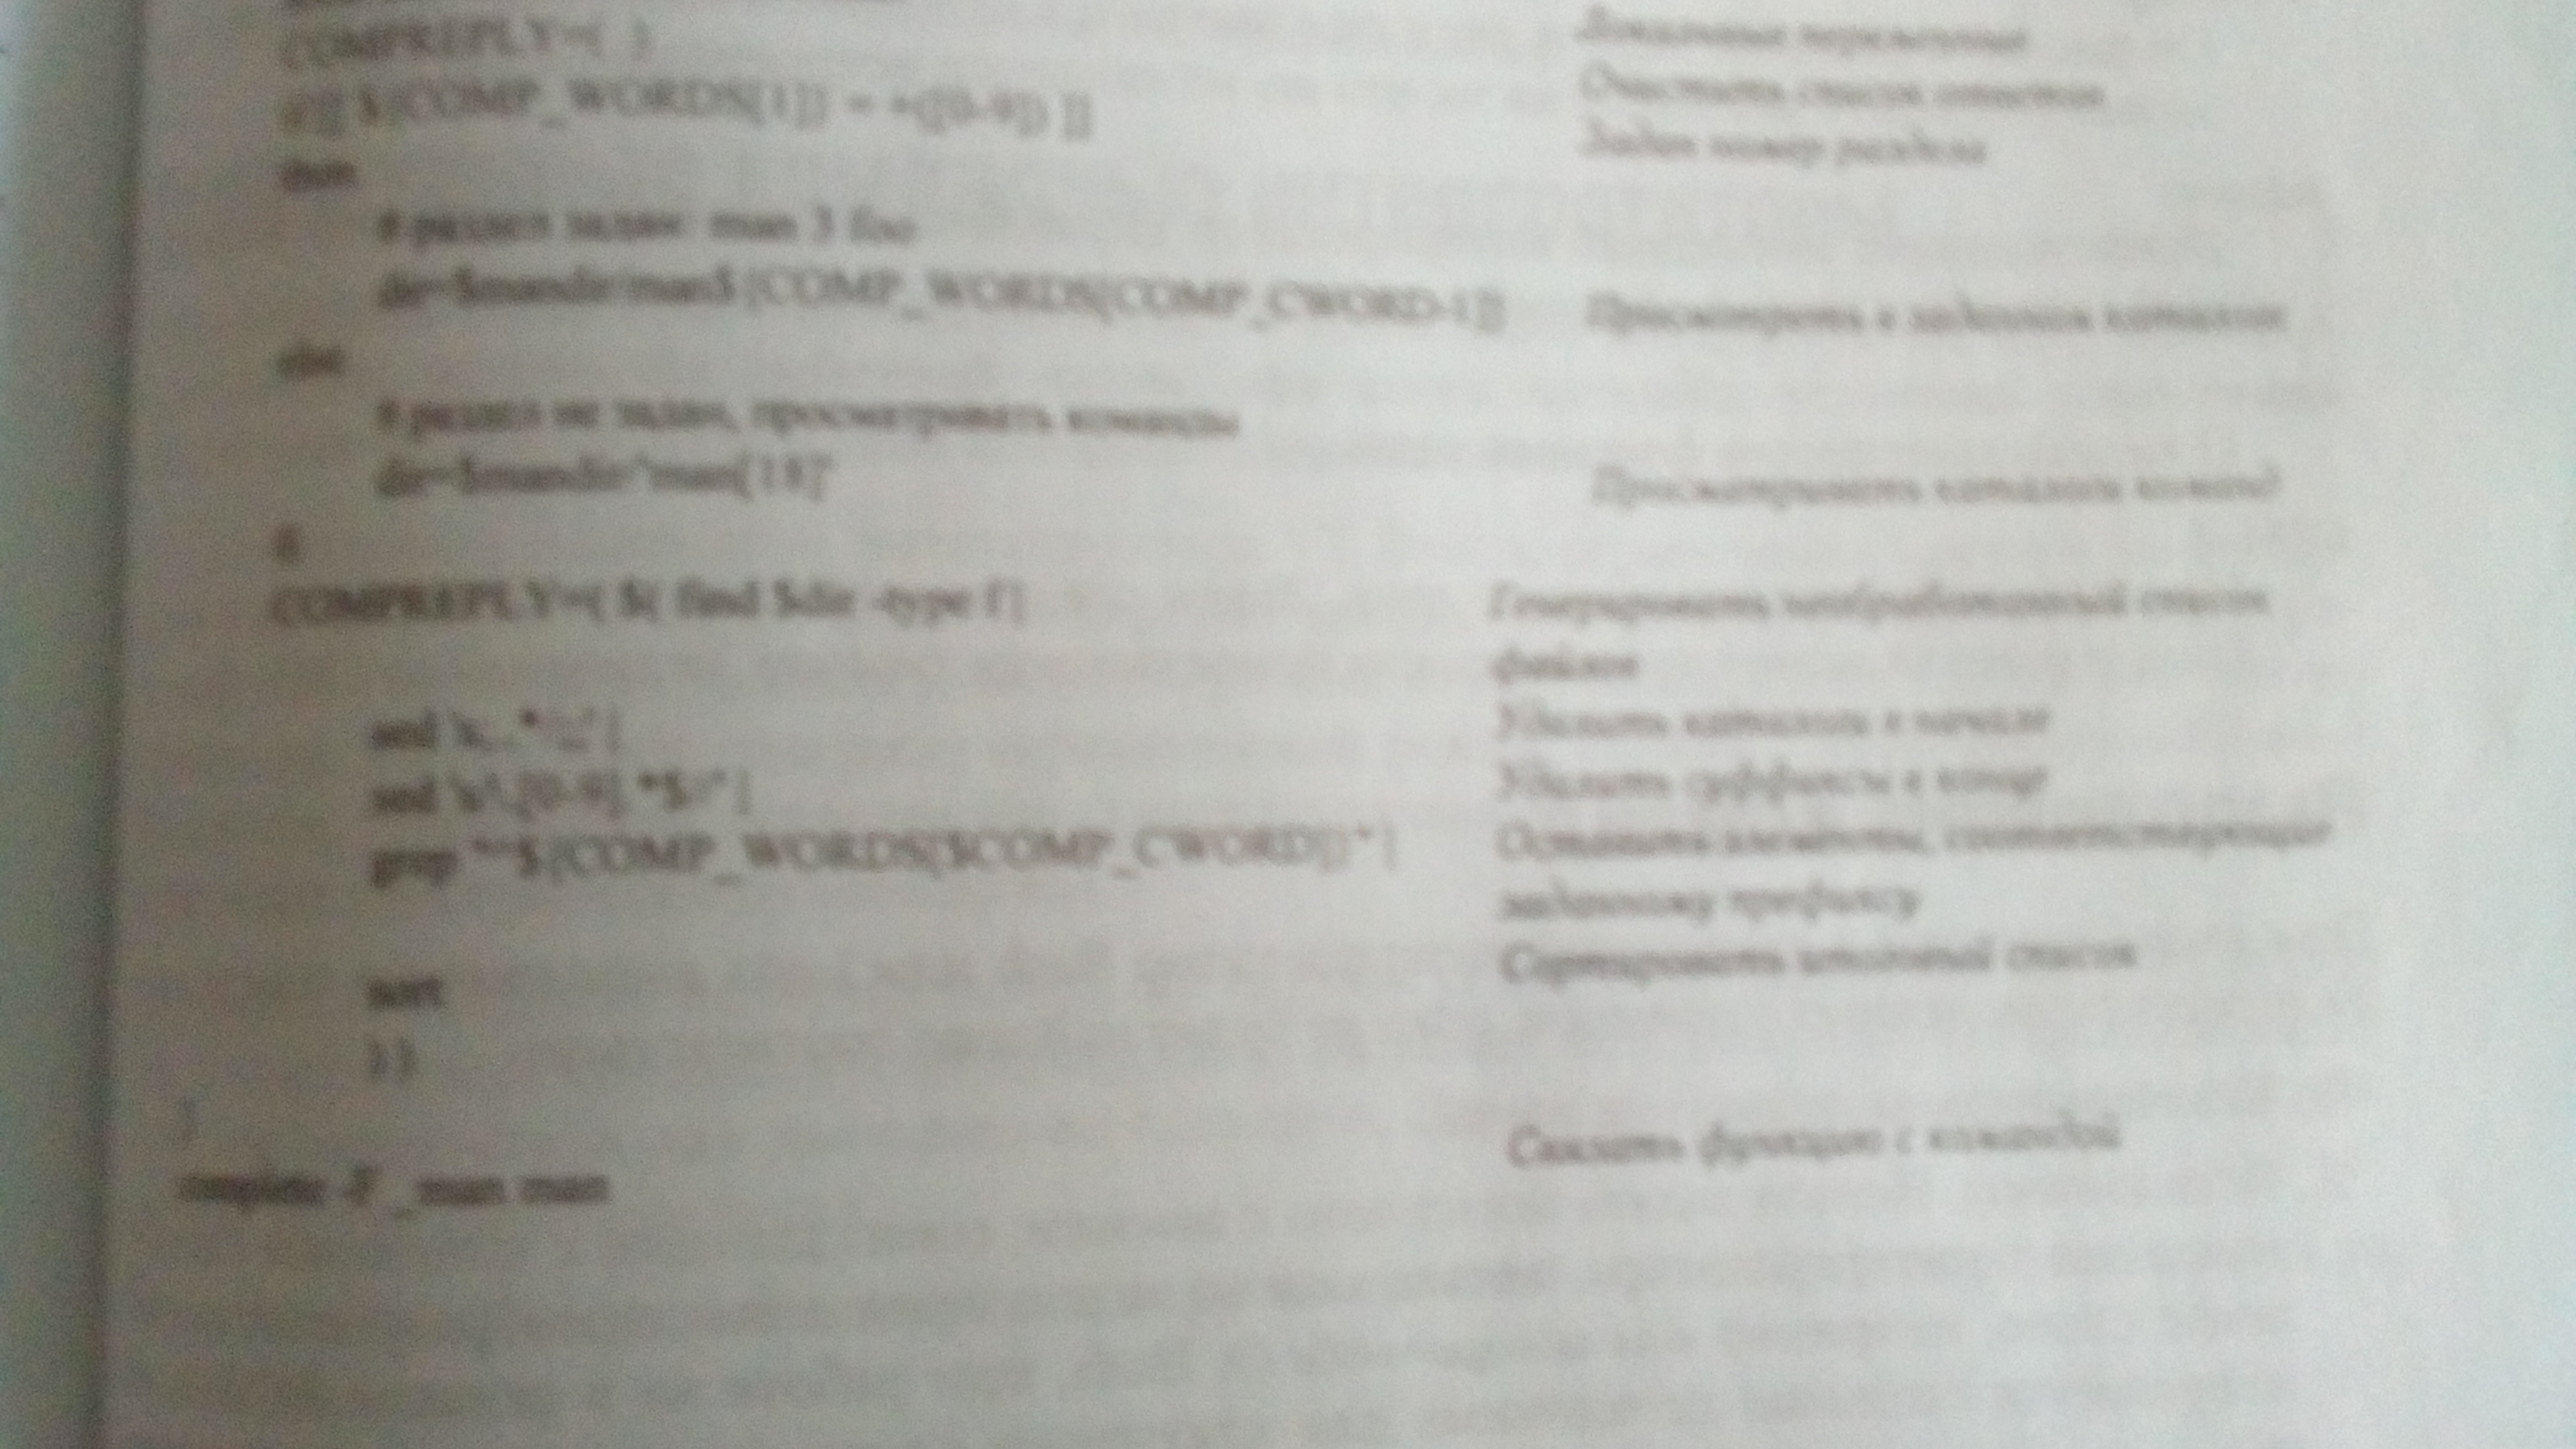 COMPREPLY=( ) Локальные переменные
if [[ ${COMP_WORDS[1]} = +([0-9]) ]] Очистить список ответов
then Задан номер раздела
# раздел задан: man 3 foo
dir=$mandir/man${COMP_WORDS[COMP_CWORD-1]} Просмотреть в заданном каталоге
else
# раздел не задан, просматривать команды
dir=$mandir/'man[18]' Просматривать каталоги команд
fi
COMPREPLY=( $( find $dir -type f | Генерировать необработанный список
файлов
sed Удалить каталоги в начале
sed Удалить суффиксы в конце
grep "^${COMP_WORDS[$COMP_CWORD]}" | Оставить элементы, соответствующие
заданному префиксу
sort Сортировать итоговый список
) )
}
Связать функцию с командой
complete -F _man man